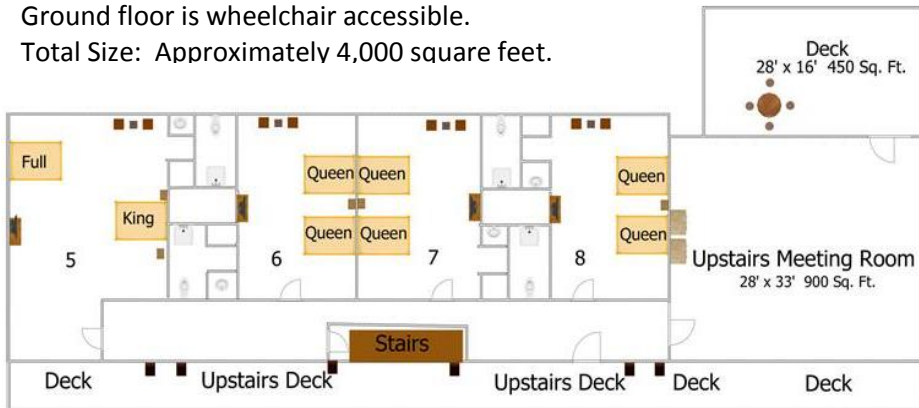 Ground floor is wheelchair accessible.
Total Size:  Approximately 4,000 square feet.
Deck
28' x 16'  450 Sq. Ft.
Full
King
5
Queen
Queen
6
Queen
Queen
7
Queen
Queen
8
Upstairs Meeting Room
28' x 33'  900 Sq. Ft.
Stairs
Deck
Upstairs Deck
Upstairs Deck
Deck
Deck